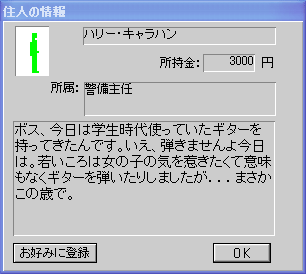 住人の情報
ハリー・キャラハン
所持金: 3000 円
所属: 警備主任
ボス、今日は学生時代使っていたギターを
持ってきたんです。いえ、弾きませんよ今日
は。若いころは女の子の気を惹きたくて意味
もなくギターを弾いたりしましたが．．．まさか
この歳で。
お好みに登録
ＯＫ